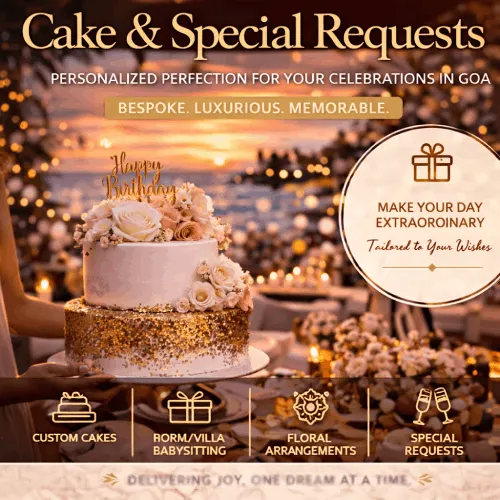 Cake & Special Requests
PERSONALIZED PERFECTION FOR YOUR CELEBRATIONS IN GOA
BESPOKE. LUXURIOUS. MEMORABLE.
Happy
Birthday
MAKE YOUR DAY
EXTRAOROINARY
Tailored to Your Wishes
CUSTOM CAKES
RORM/VILLA
BABYSITTING
FLORAL
ARRANGEMENTS
SPECIAL
REQUESTS
DELIVERING JOY, ONE DREAM AT A TIME.